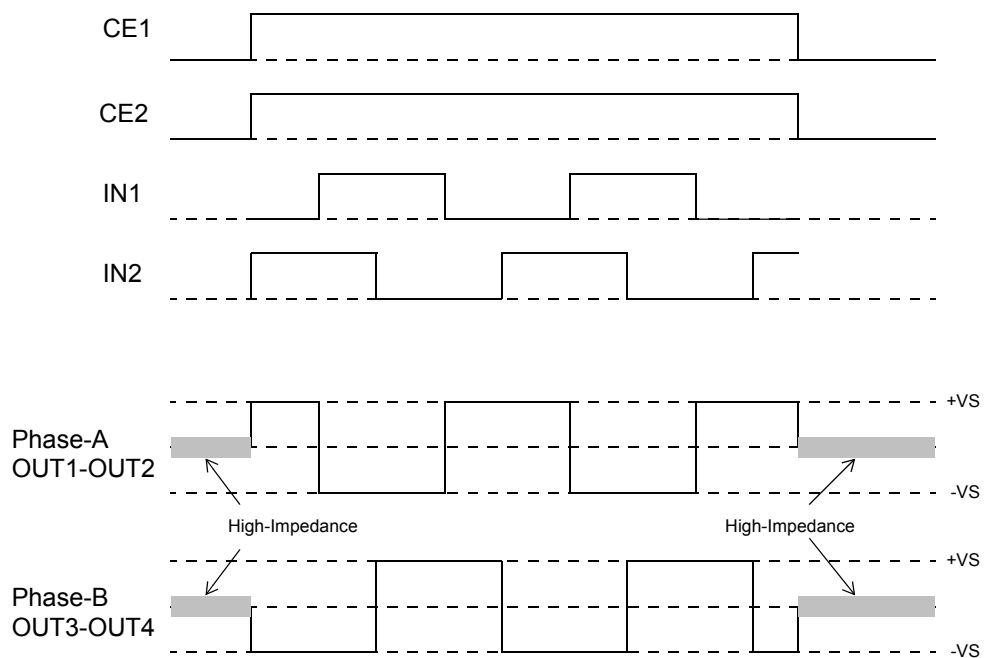 CE1
CE2
IN1
IN2
+VS
Phase-A
OUT1-OUT2
-VS
High-Impedance
High-Impedance
+VS
Phase-B
OUT3-OUT4
-VS